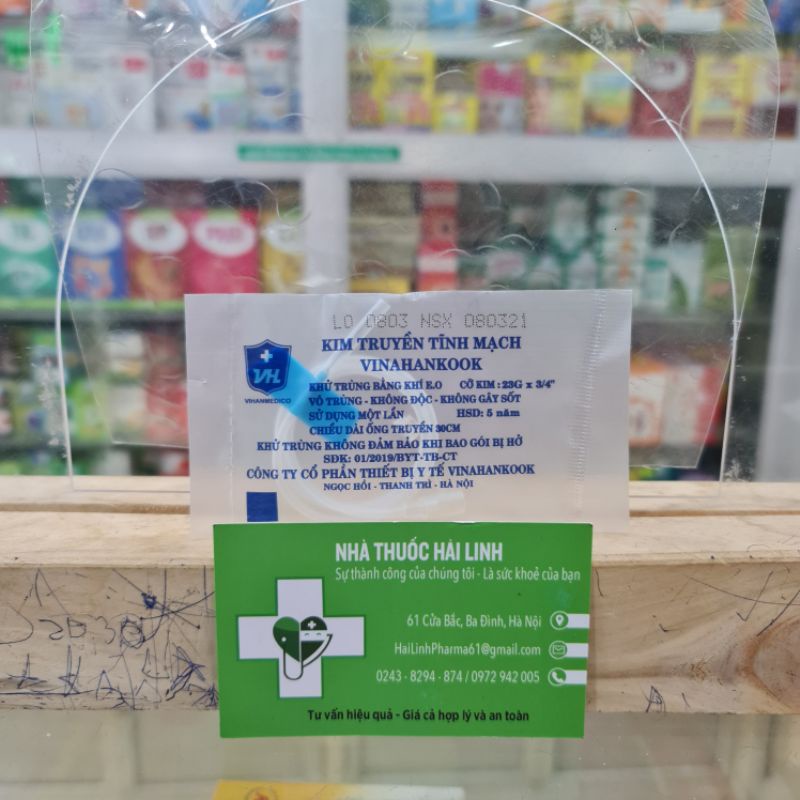 LO 0803 NSX 080321
KIM TRUYỀN TĨNH MẠCH
VINAHANKOOK
VH
VIHANMEDICO
KHỬ TRÙNG BẰNG KHÍ E.O CỠ KIM : 23G x 3/4"
VÔ TRÙNG - KHÔNG ĐỘC - KHÔNG GÂY SỐT
SỬ DỤNG MỘT LẦN HSD: 5 năm
CHIỀU DÀI ỐNG TRUYỀN 30CM
KHỬ TRÙNG KHÔNG ĐẢM BẢO KHI BAO GÓI BỊ HỞ
SĐK: 01/2019/BYT-TB-CT
CÔNG TY CỔ PHẦN THIẾT BỊ Y TẾ VINAHANKOOK
NGỌC HỒI - THANH TRÌ - HÀ NỘI
NHÀ THUỐC HẢI LINH
Sự thành công của chúng tôi - Là sức khoẻ của bạn
61 Cửa Bắc, Ba Đình, Hà Nội
HaiLinhPharma61@gmail.com
0243 - 8294 - 874 / 0972 942 005
Tư vấn hiệu quả - Giá cả hợp lý và an toàn